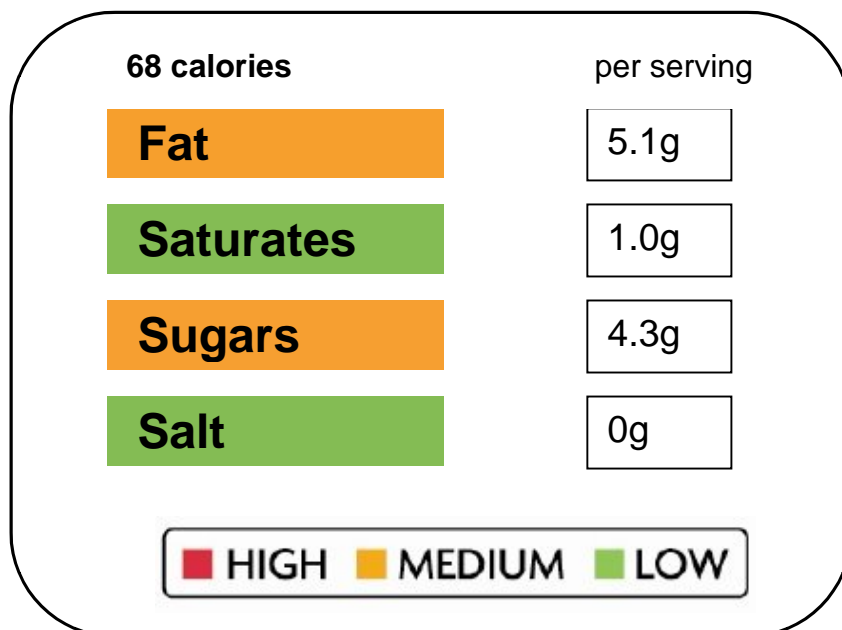 68 calories per serving
Fat 5.1g
Saturates 1.0g
Sugars 4.3g
Salt 0g
HIGH MEDIUM LOW